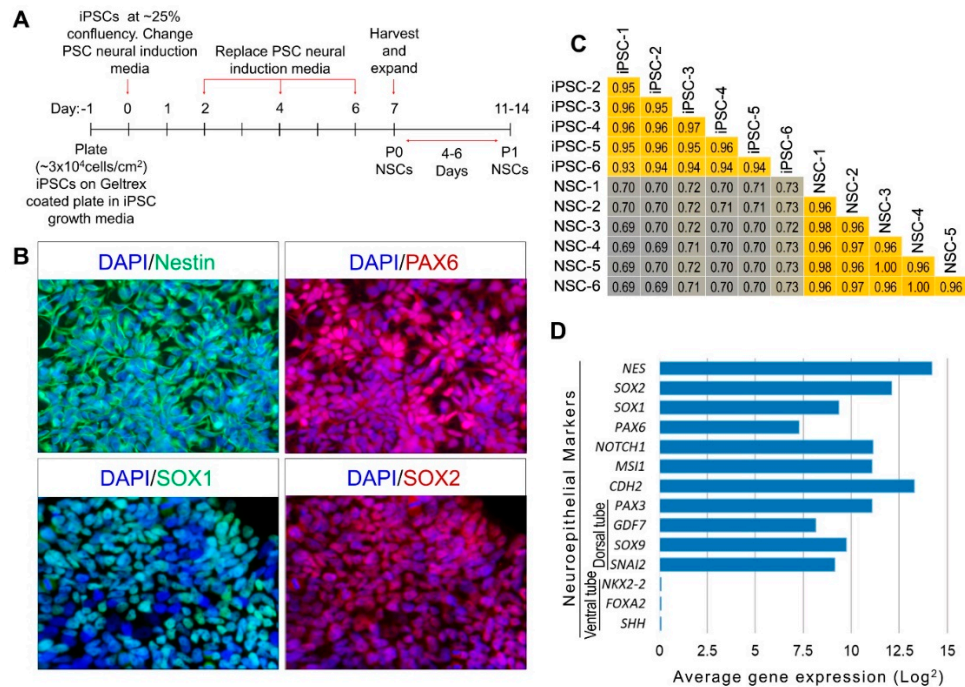 A
iPSCs at ~25%
confluency. Change
PSC neural induction
media
Replace PSC neural
induction media
Harvest
and
expand
Day:-1 0 1 2 4 6 7 11-14
Plate
(~3x10⁴cells/cm²)
iPSCs on Geltrex
coated plate in iPSC
growth media
P0
NSCs
4-6
Days
P1
NSCs
B
DAPI/Nestin
DAPI/PAX6
DAPI/SOX1
DAPI/SOX2
C
iPSC-1
iPSC-2
iPSC-3
iPSC-4
iPSC-5
iPSC-6
NSC-1
NSC-2
NSC-3
NSC-4
NSC-5
iPSC-2 0.95
iPSC-3 0.96 0.95
iPSC-4 0.96 0.96 0.97
iPSC-5 0.95 0.96 0.95 0.96
iPSC-6 0.93 0.94 0.94 0.94 0.94
NSC-1 0.70 0.70 0.72 0.70 0.71 0.73
NSC-2 0.70 0.70 0.72 0.71 0.71 0.73 0.96
NSC-3 0.69 0.70 0.72 0.70 0.70 0.73 0.98 0.96
NSC-4 0.69 0.69 0.71 0.70 0.70 0.72 0.96 0.97 0.96
NSC-5 0.69 0.70 0.72 0.70 0.70 0.73 0.98 0.96 1.00 0.96
NSC-6 0.69 0.69 0.71 0.70 0.70 0.73 0.96 0.97 0.96 1.00 0.96
D
Neuroepithelial Markers
Dorsal tube
Ventral tube
NES
SOX2
SOX1
PAX6
NOTCH1
MSI1
CDH2
PAX3
GDF7
SOX9
SNAI2
NKX2-2
FOXA2
SHH
0 2.5 5 7.5 10 12.5 15
Average gene expression (Log²)